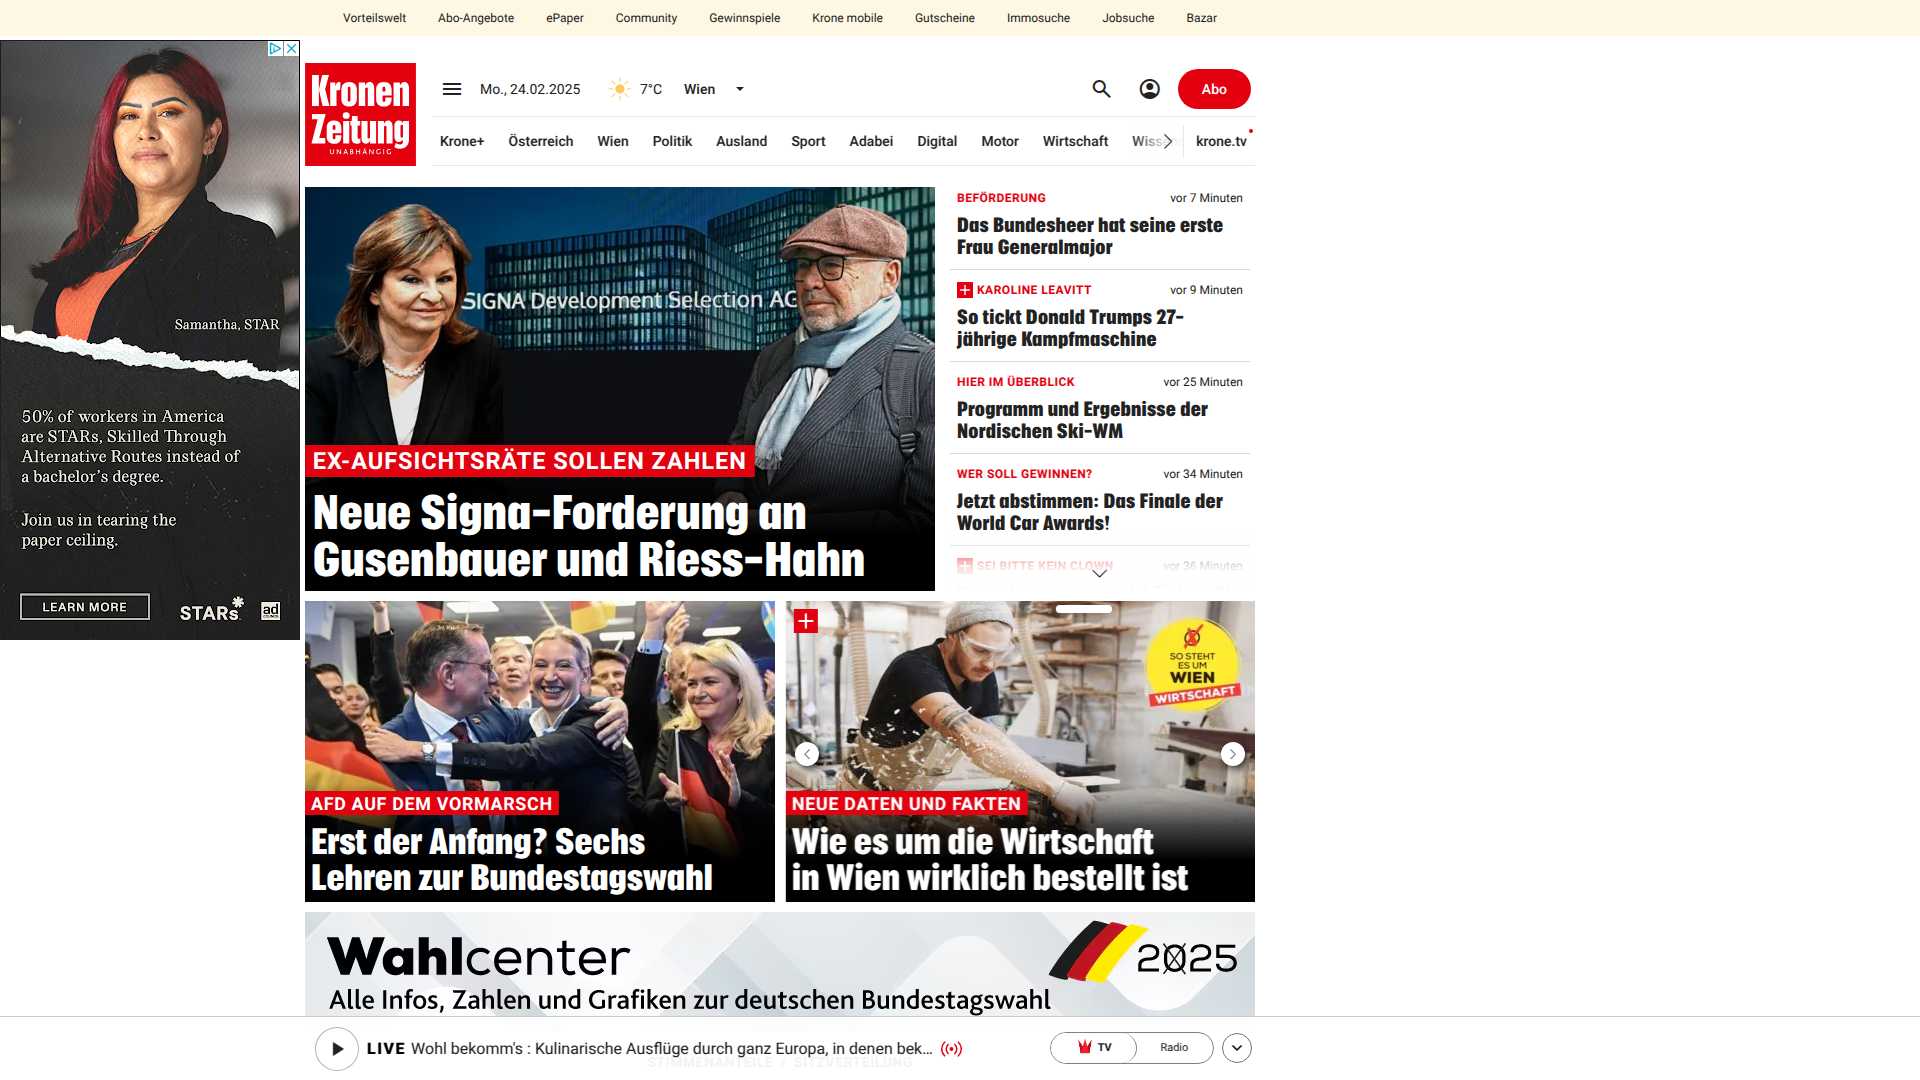 Vorteilswelt Abo-Angebote ePaper Community Gewinnspiele Krone mobile Gutscheine Immosuche Jobsuche Bazar
Kronen
Zeitung
UNABHÄNGIG
Mo., 24.02.2025 7°C Wien
Abo
Krone+ Österreich Wien Politik Ausland Sport Adabei Digital Motor Wirtschaft krone.tv
Samantha, STAR
50% of workers in America
are STARs, Skilled Through
Alternative Routes instead of
a bachelor's degree.
Join us in tearing the
paper ceiling.
LEARN MORE
STARs
ad
SIGNA Development Selection AG
EX-AUFSICHTSRÄTE SOLLEN ZAHLEN
Neue Signa-Forderung an
Gusenbauer und Riess-Hahn
BEFÖRDERUNG vor 7 Minuten
Das Bundesheer hat seine erste
Frau Generalmajor
KAROLINE LEAVITT vor 9 Minuten
So tickt Donald Trumps 27-
jährige Kampfmaschine
HIER IM ÜBERBLICK vor 25 Minuten
Programm und Ergebnisse der
Nordischen Ski-WM
WER SOLL GEWINNEN? vor 34 Minuten
Jetzt abstimmen: Das Finale der
World Car Awards!
SEI BITTE KEIN CLOWN vor 36 Minuten
AFD AUF DEM VORMARSCH
Erst der Anfang? Sechs
Lehren zur Bundestagswahl
SO STEHT
ES UM
WIEN
WIRTSCHAFT
NEUE DATEN UND FAKTEN
Wie es um die Wirtschaft
in Wien wirklich bestellt ist
Wahlcenter
2025
Alle Infos, Zahlen und Grafiken zur deutschen Bundestagswahl
LIVE Wohl bekomm's : Kulinarische Ausflüge durch ganz Europa, in denen bek...
TV Radio
STIMMENANTEILE / SITZVERTEILUNG